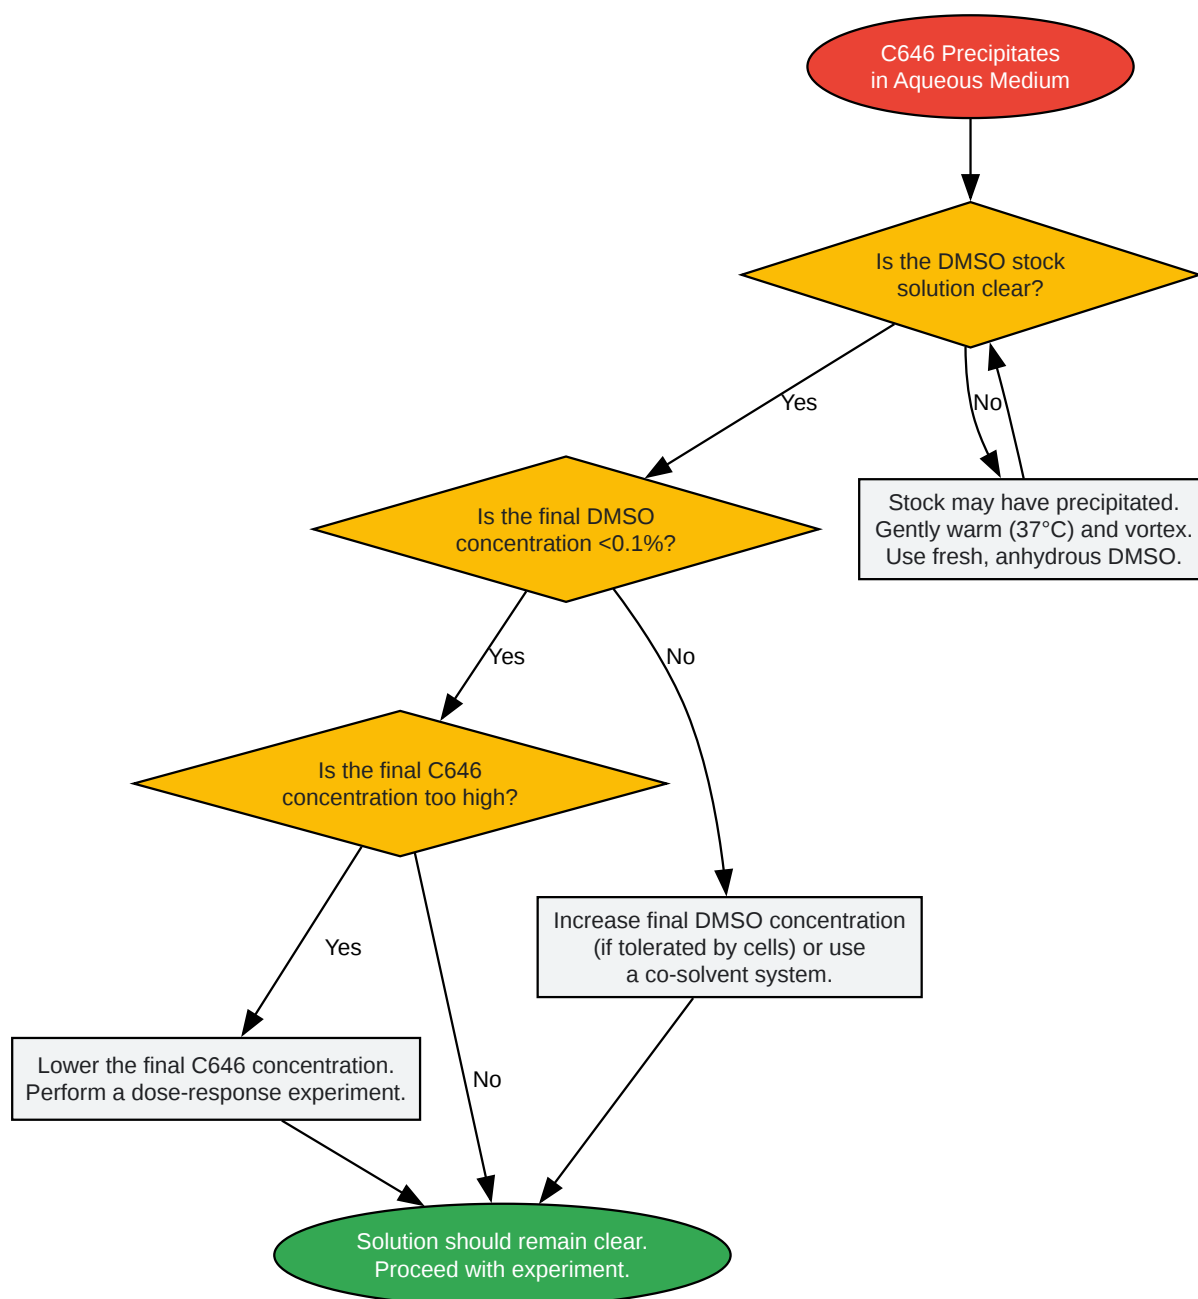 C646 Precipitates
in Aqueous Medium
Is the DMSO stock
solution clear?
Yes
No
Is the final DMSO
concentration <0.1%?
Stock may have precipitated.
Gently warm (37°C) and vortex.
Use fresh, anhydrous DMSO.
Yes
No
Is the final C646
concentration too high?
Increase final DMSO concentration
(if tolerated by cells) or use
a co-solvent system.
Yes
No
Lower the final C646 concentration.
Perform a dose-response experiment.
Solution should remain clear.
Proceed with experiment.